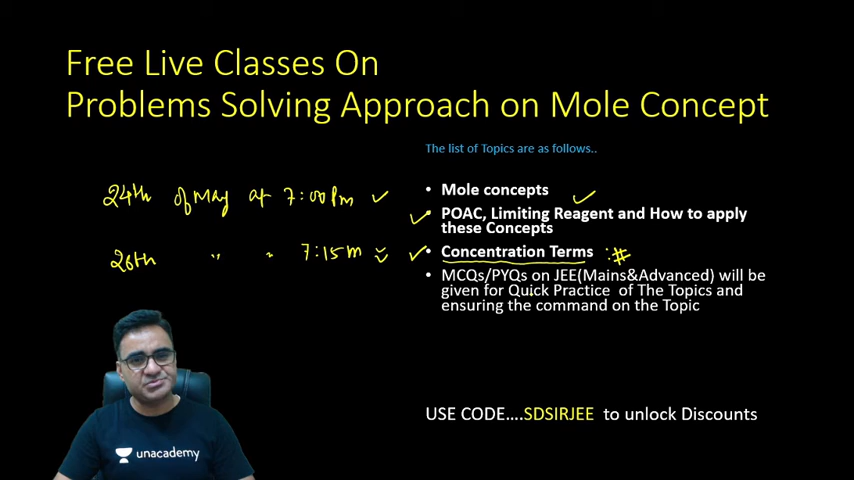 Free Live Classes On
Problems Solving Approach on Mole Concept
The list of Topics are as follows..
24th of May at 7:00 Pm
26th " " 7:15 m
• Mole concepts
• POAC, Limiting Reagent and How to apply
these Concepts
• Concentration Terms :#
• MCQs/PYQs on JEE(Mains&Advanced) will be
given for Quick Practice of The Topics and
ensuring the command on the Topic
USE CODE....SDSIRJEE to unlock Discounts
unacademy